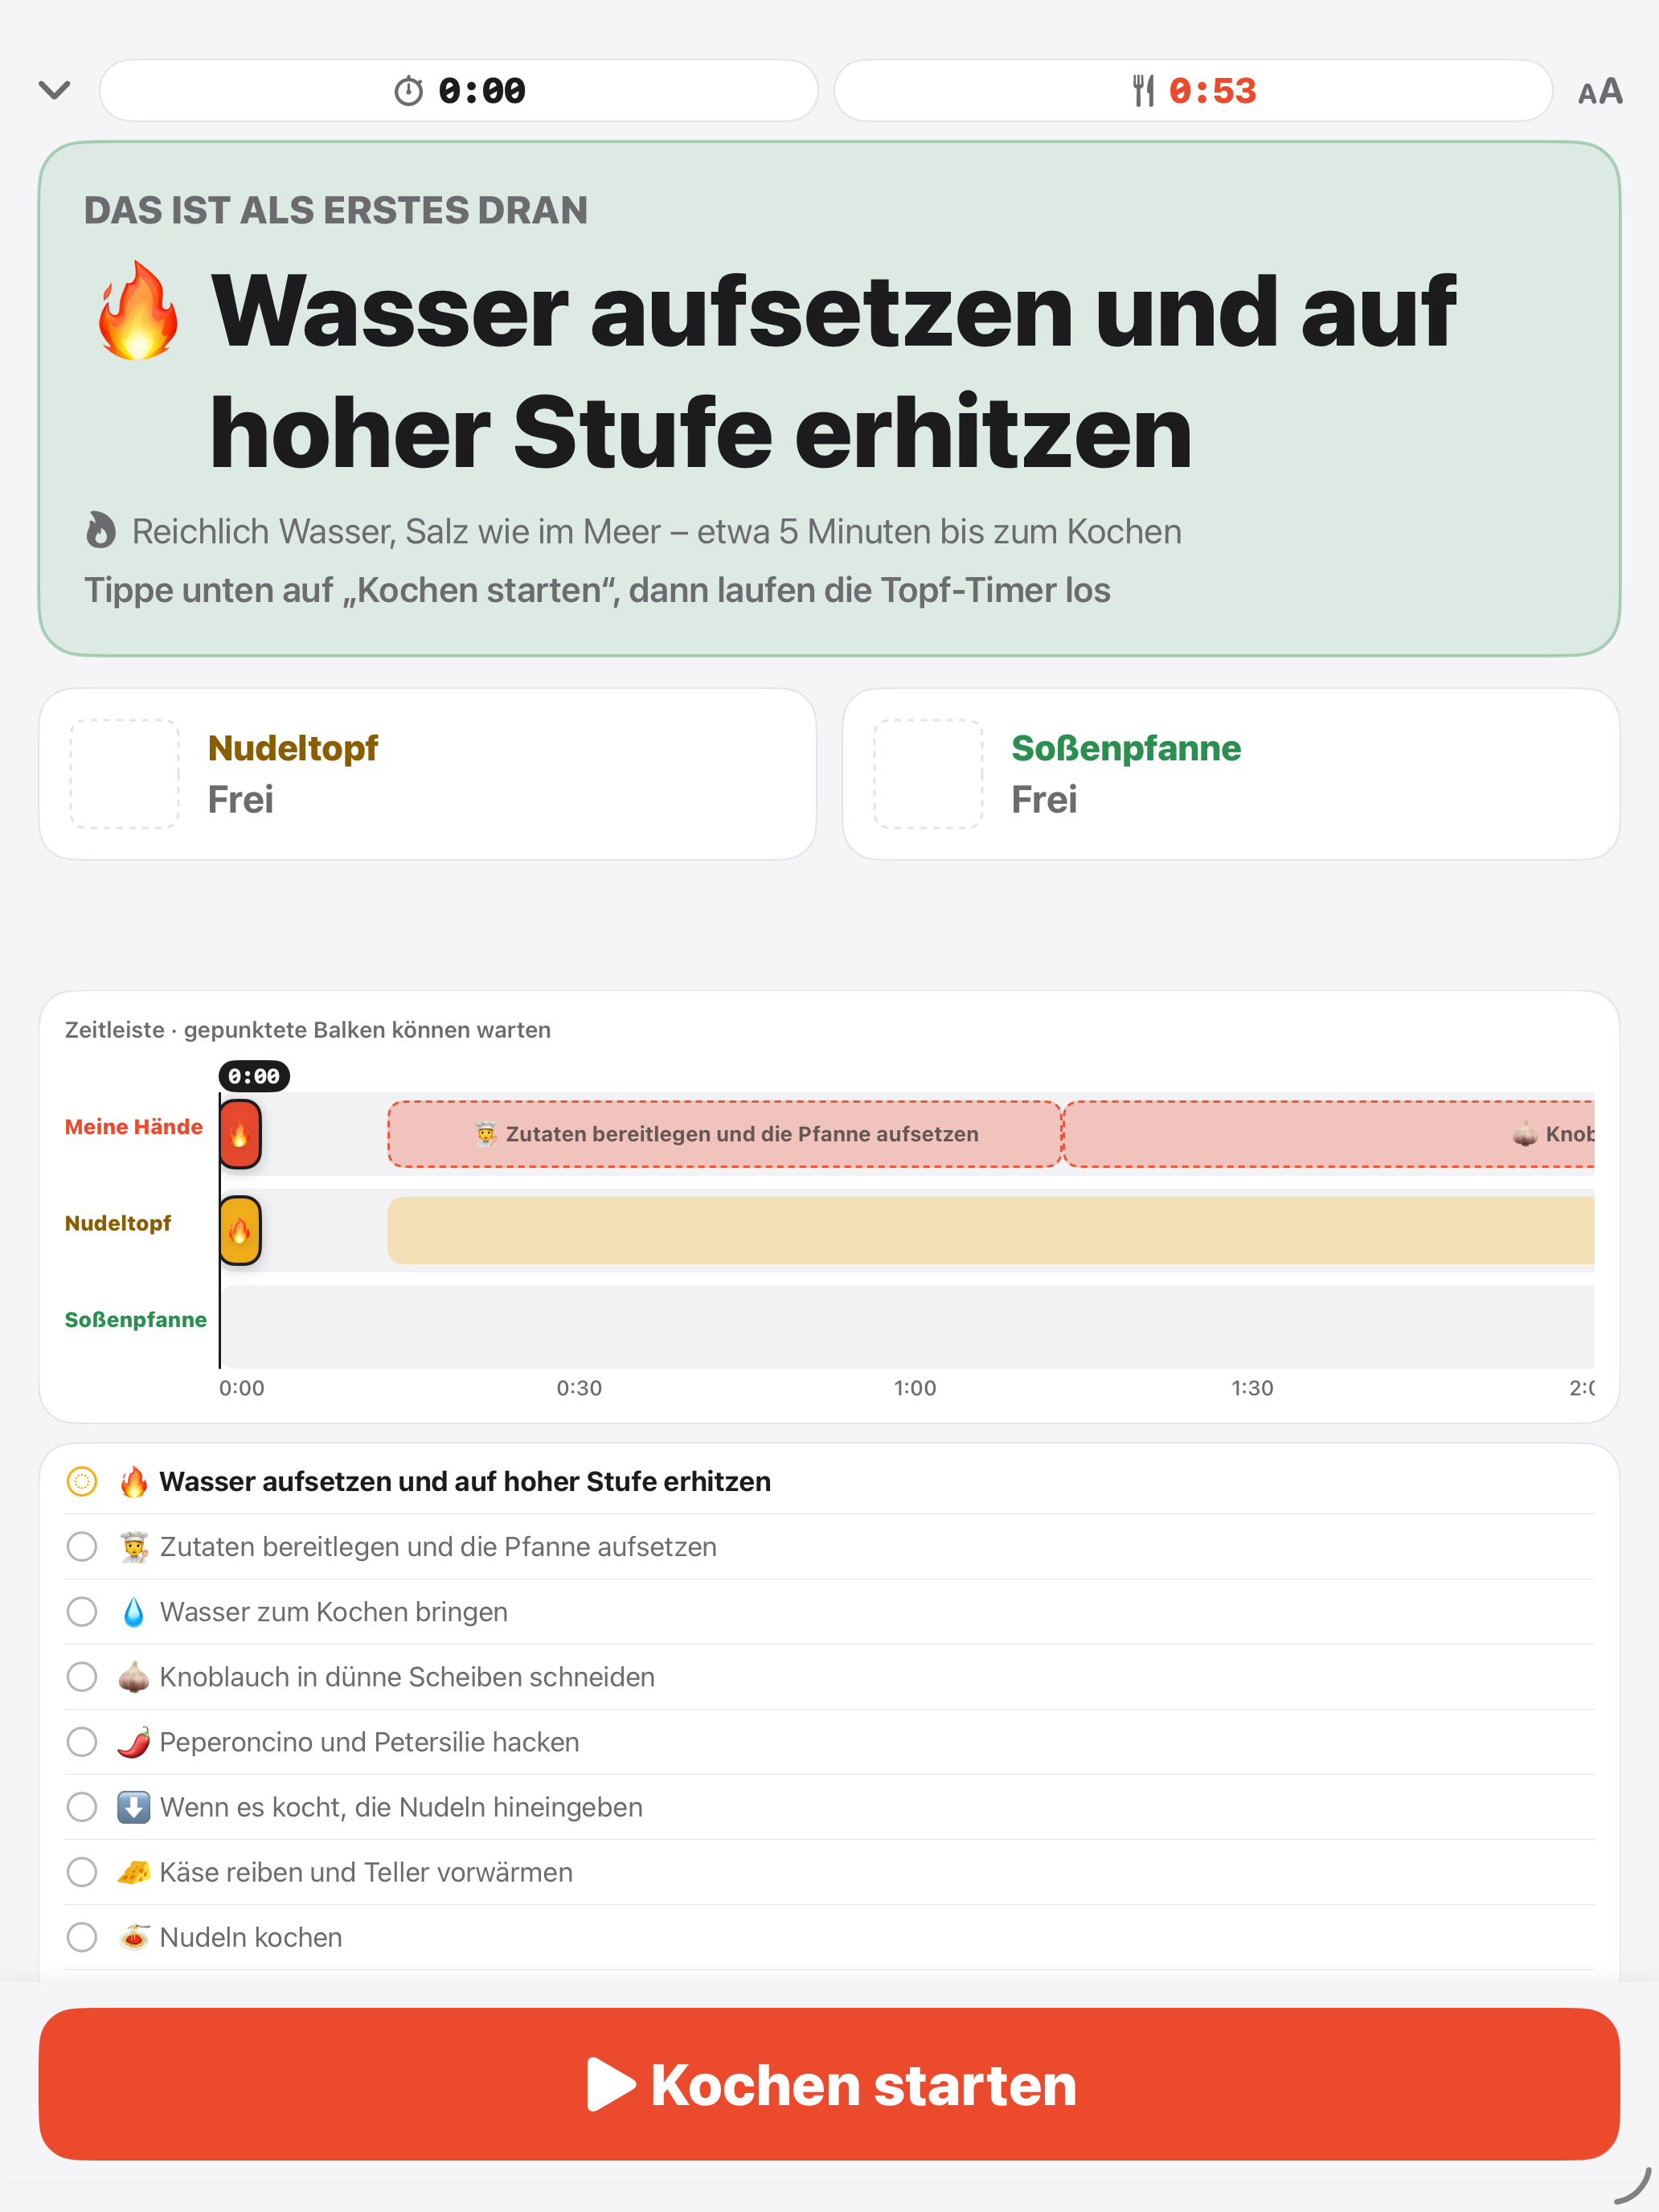 0:00
0:53
AA
DAS IST ALS ERSTES DRAN
Wasser aufsetzen und auf
hoher Stufe erhitzen
Reichlich Wasser, Salz wie im Meer – etwa 5 Minuten bis zum Kochen
Tippe unten auf „Kochen starten“, dann laufen die Topf-Timer los
Nudeltopf
Frei
Soßenpfanne
Frei
Zeitleiste · gepunktete Balken können warten
0:00
Meine Hände
Zutaten bereitlegen und die Pfanne aufsetzen
Knob
Nudeltopf
Soßenpfanne
0:00
0:30
1:00
1:30
2:0
Wasser aufsetzen und auf hoher Stufe erhitzen
Zutaten bereitlegen und die Pfanne aufsetzen
Wasser zum Kochen bringen
Knoblauch in dünne Scheiben schneiden
Peperoncino und Petersilie hacken
Wenn es kocht, die Nudeln hineingeben
Käse reiben und Teller vorwärmen
Nudeln kochen
Kochen starten